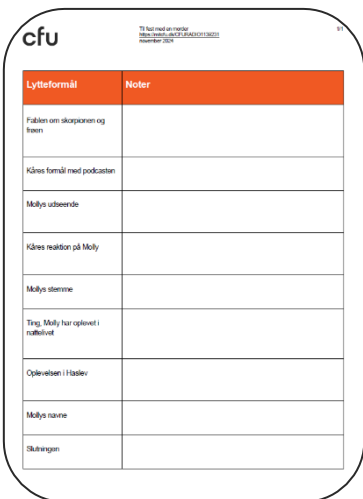 cfu
Til fest med en morder
november 2024
Lytteformål Noter
Fablen om skorpionen og
frøen
Kåres formål med podcasten
Mollys udseende
Kåres reaktion på Molly
Mollys stemme
Ting, Molly har oplevet i
nattelivet
Oplevelsen i Haslev
Mollys navne
Slutningen